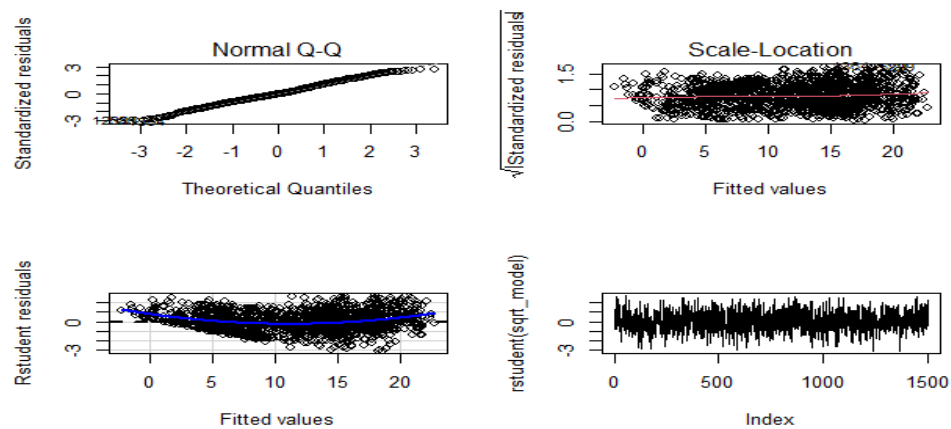 Normal Q-Q
Standardized residuals
3
0
-3
-3 -2 -1 0 1 2 3
Theoretical Quantiles
Scale-Location
√|Standardized residuals|
1.5
0.0
0 5 10 15 20
Fitted values
Rstudent residuals
0
-3
0 5 10 15 20
Fitted values
rstudent(sqrt_model)
0
-3
0 500 1000 1500
Index